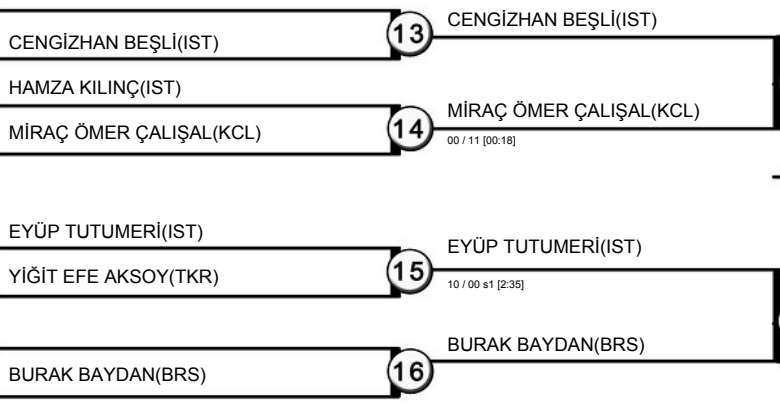 CENGİZHAN BEŞLİ(IST)
13
CENGİZHAN BEŞLİ(IST)
HAMZA KILINÇ(IST)
MİRAÇ ÖMER ÇALIŞAL(KCL)
14
MİRAÇ ÖMER ÇALIŞAL(KCL)
00 / 11 [00:18]
EYÜP TUTUMERİ(IST)
YİĞİT EFE AKSOY(TKR)
15
EYÜP TUTUMERİ(IST)
10 / 00 s1 [2:35]
BURAK BAYDAN(BRS)
16
BURAK BAYDAN(BRS)